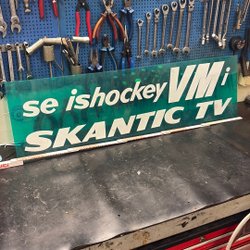 se ishockey VM i
SKANTIC TV